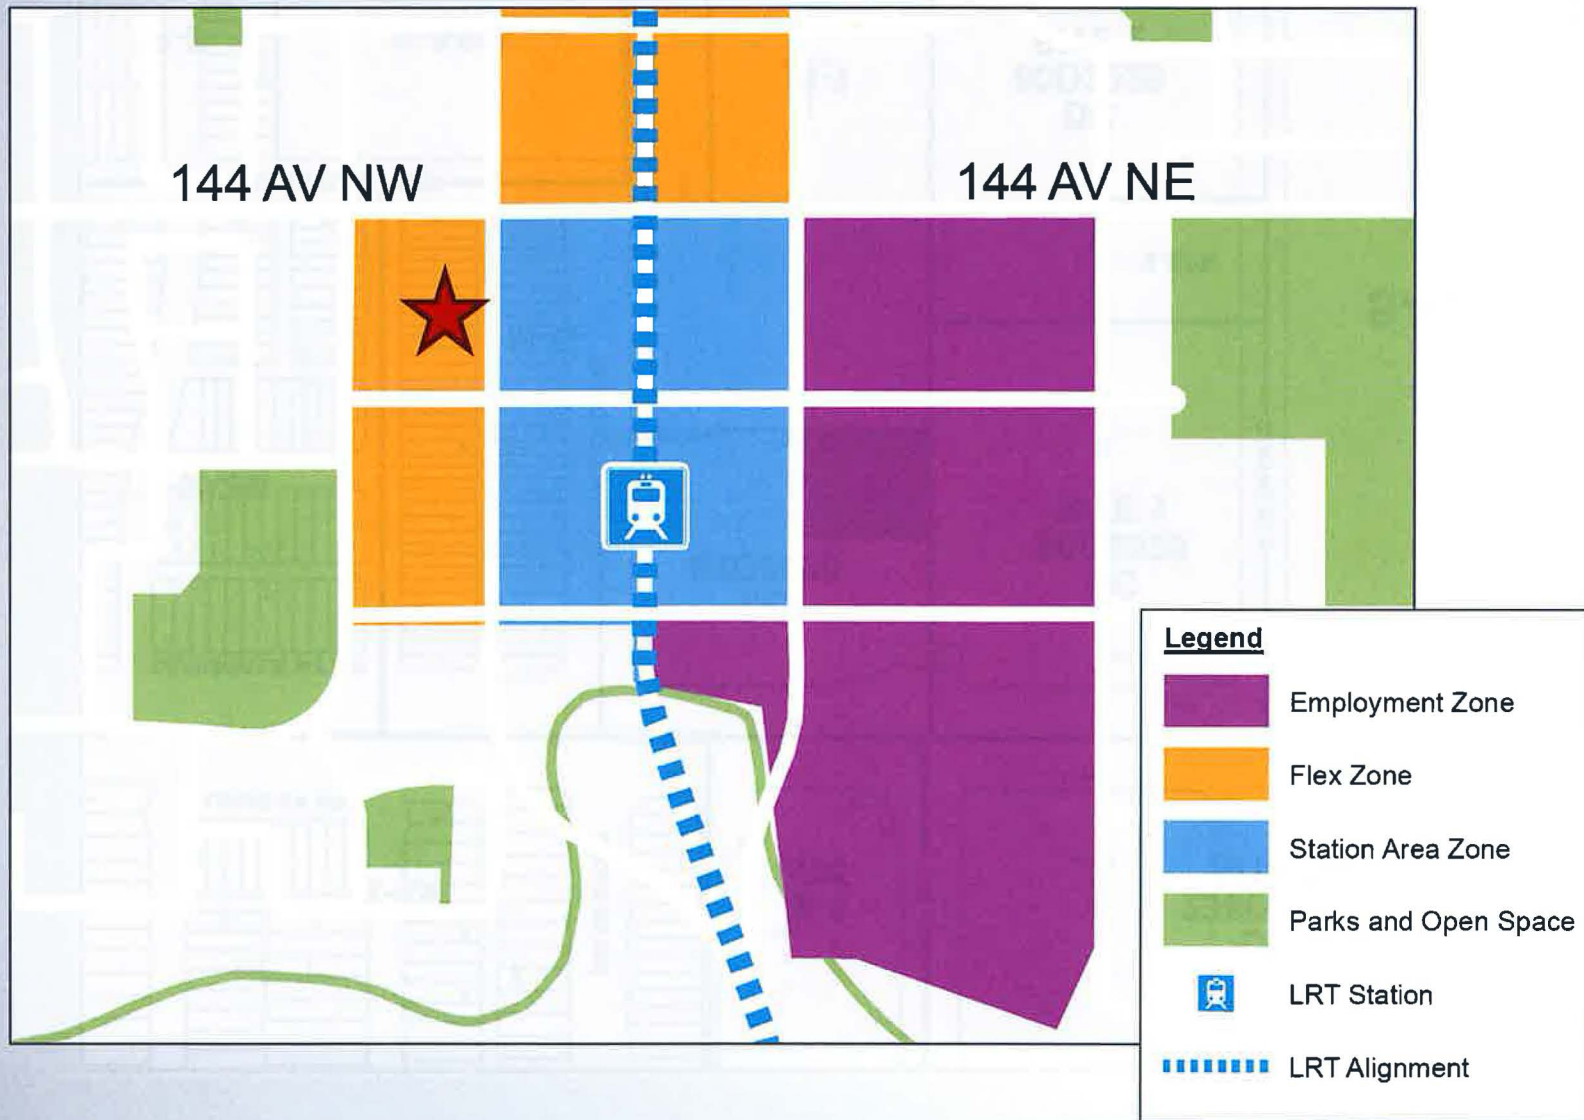 144 AV NW
144 AV NE
Legend
Employment Zone
Flex Zone
Station Area Zone
Parks and Open Space
LRT Station
LRT Alignment